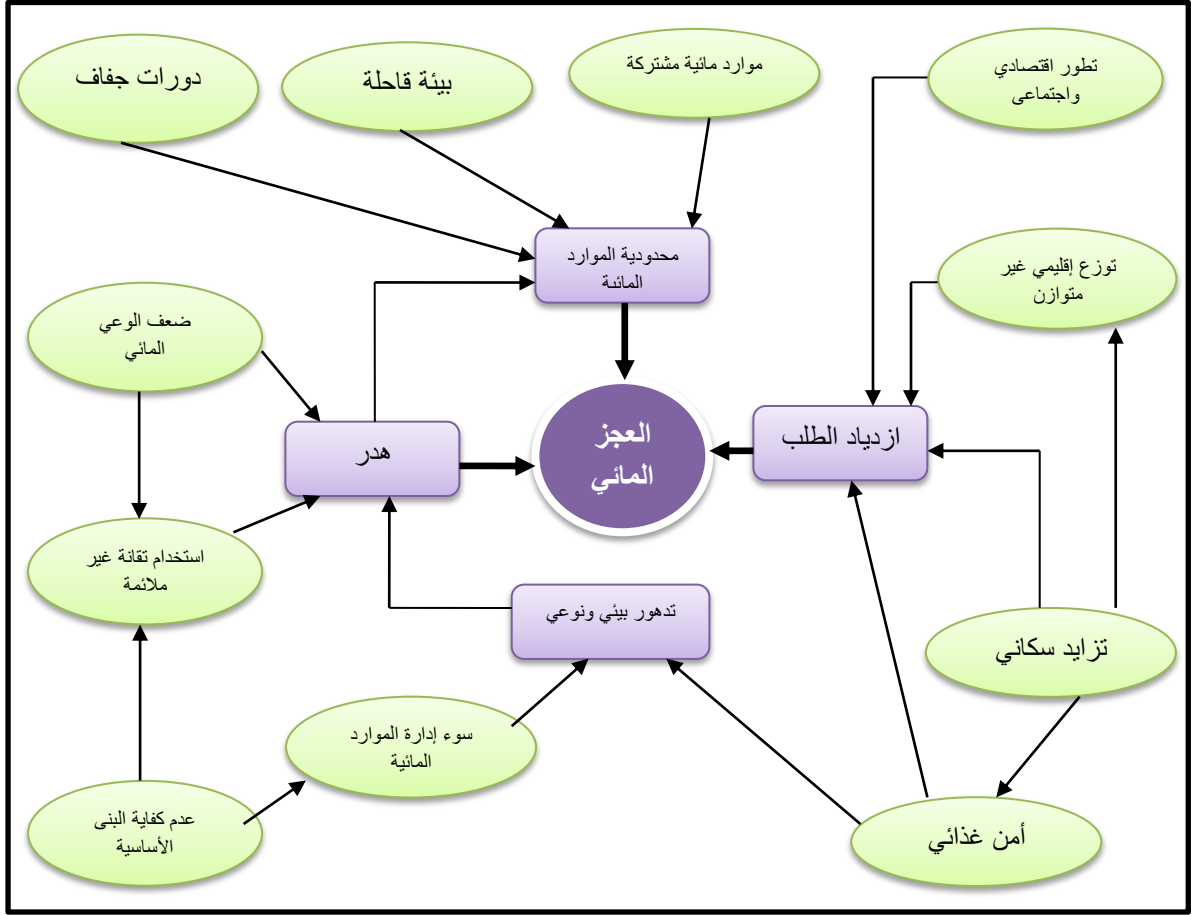 دورات جفاف
بيئة قاحلة
موارد مائية مشتركة
تطور اقتصادي
واجتماعى
محدودية الموارد
المائىة
توزع إقليمي غير
متوازن
ضعف الوعي
المائي
العجز
المائي
ازدياد الطلب
هدر
استخدام تقانة غير
ملائمة
تدهور بيئي ونوعي
تزايد سكاني
سوء إدارة الموارد
المائية
عدم كفاية البنى
الأساسية
أمن غذائي